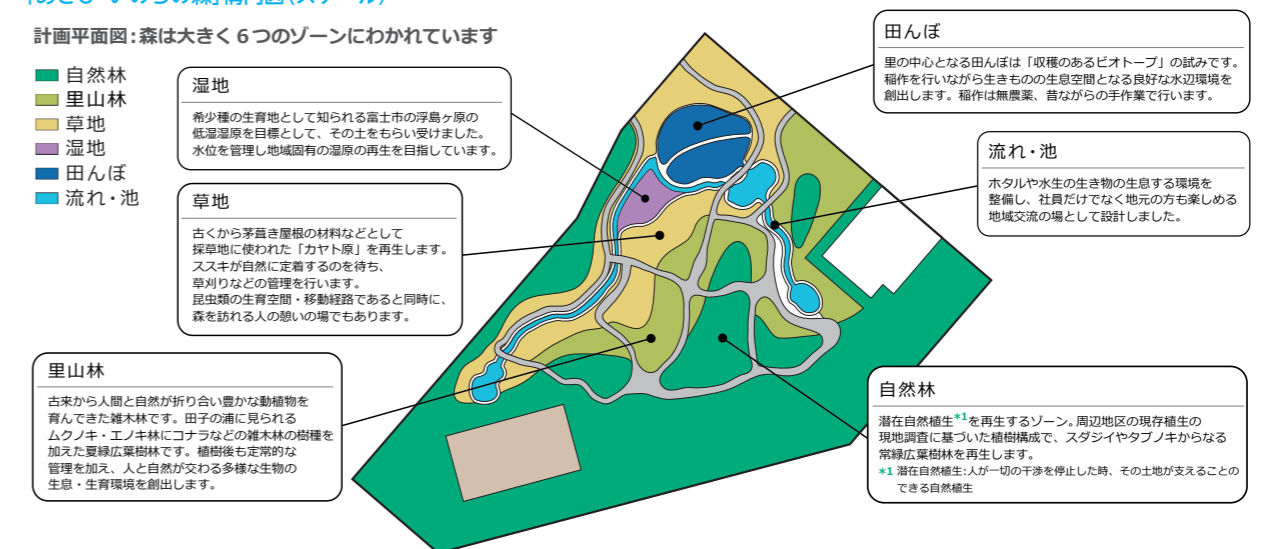 計画平面図:森は大きく6つのゾーンにわかれています
自然林
里山林
草地
湿地
田んぼ
流れ・池
湿地
希少種の生育地として知られる富士市の浮島ヶ原の
低湿湿原を目標として、その土をもらい受けました。
水位を管理し地域固有の湿原の再生を目指しています。
草地
古くから茅葺き屋根の材料などとして
採草地に使われた「カヤト原」を再生します。
ススキが自然に定着するのを待ち、
草刈りなどの管理を行います。
昆虫類の生育空間・移動経路であると同時に、
森を訪れる人の憩いの場でもあります。
里山林
古来から人間と自然が折り合い豊かな動植物を
育んできた雑木林です。田子の浦に見られる
ムクノキ・エノキ林にコナラなどの雑木林の樹種を
加えた夏緑広葉樹林です。植樹後も定常的な
管理を加え、人と自然が交わる多様な生物の
生息・生育環境を創出します。
田んぼ
里の中心となる田んぼは「収穫のあるビオトープ」の試みです。
稲作を行いながら生きものの生息空間となる良好な水辺環境を
創出します。稲作は無農薬、昔ながらの手作業で行います。
流れ・池
ホタルや水生の生き物の生息する環境を
整備し、社員だけでなく地元の方も楽しめる
地域交流の場として設計しました。
自然林
潜在自然植生*1を再生するゾーン。周辺地区の現存植生の
現地調査に基づいた植樹構成で、スダジイやタブノキからなる
常緑広葉樹林を再生します。
*1 潜在自然植生:人が一切の干渉を停止した時、その土地が支えることの
できる自然植生